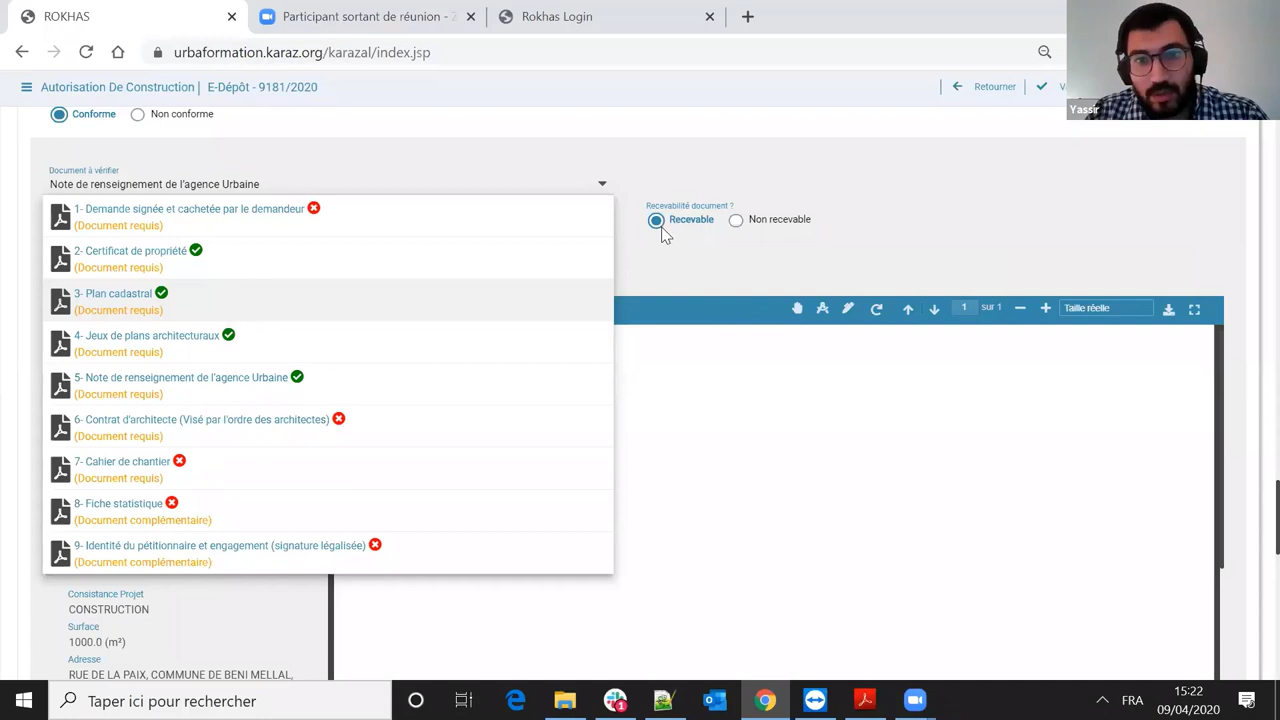 ROKHAS
Participant sortant de réunion - Z
Rokhas Login
urbaformation.karaz.org/karazal/index.jsp
Autorisation De Construction | E-Dépôt - 9181/2020
Retourner
Yassir
Conforme Non conforme
Document à vérifier
Note de renseignement de l'agence Urbaine
1- Demande signée et cachetée par le demandeur
(Document requis)
Recevabilité document ?
Recevable Non recevable
2- Certificat de propriété
(Document requis)
3- Plan cadastral
(Document requis)
1 sur 1 Taille réelle
4- Jeux de plans architecturaux
(Document requis)
5- Note de renseignement de l'agence Urbaine
(Document requis)
6- Contrat d'architecte (Visé par l'ordre des architectes)
(Document requis)
7- Cahier de chantier
(Document requis)
8- Fiche statistique
(Document complémentaire)
9- Identité du pétitionnaire et engagement (signature légalisée)
(Document complémentaire)
Consistance Projet
CONSTRUCTION
Surface
1000.0 (m²)
Adresse
RUE DE LA PAIX, COMMUNE DE BENI MELLAL,
Taper ici pour rechercher
1
FRA
15:22
09/04/2020